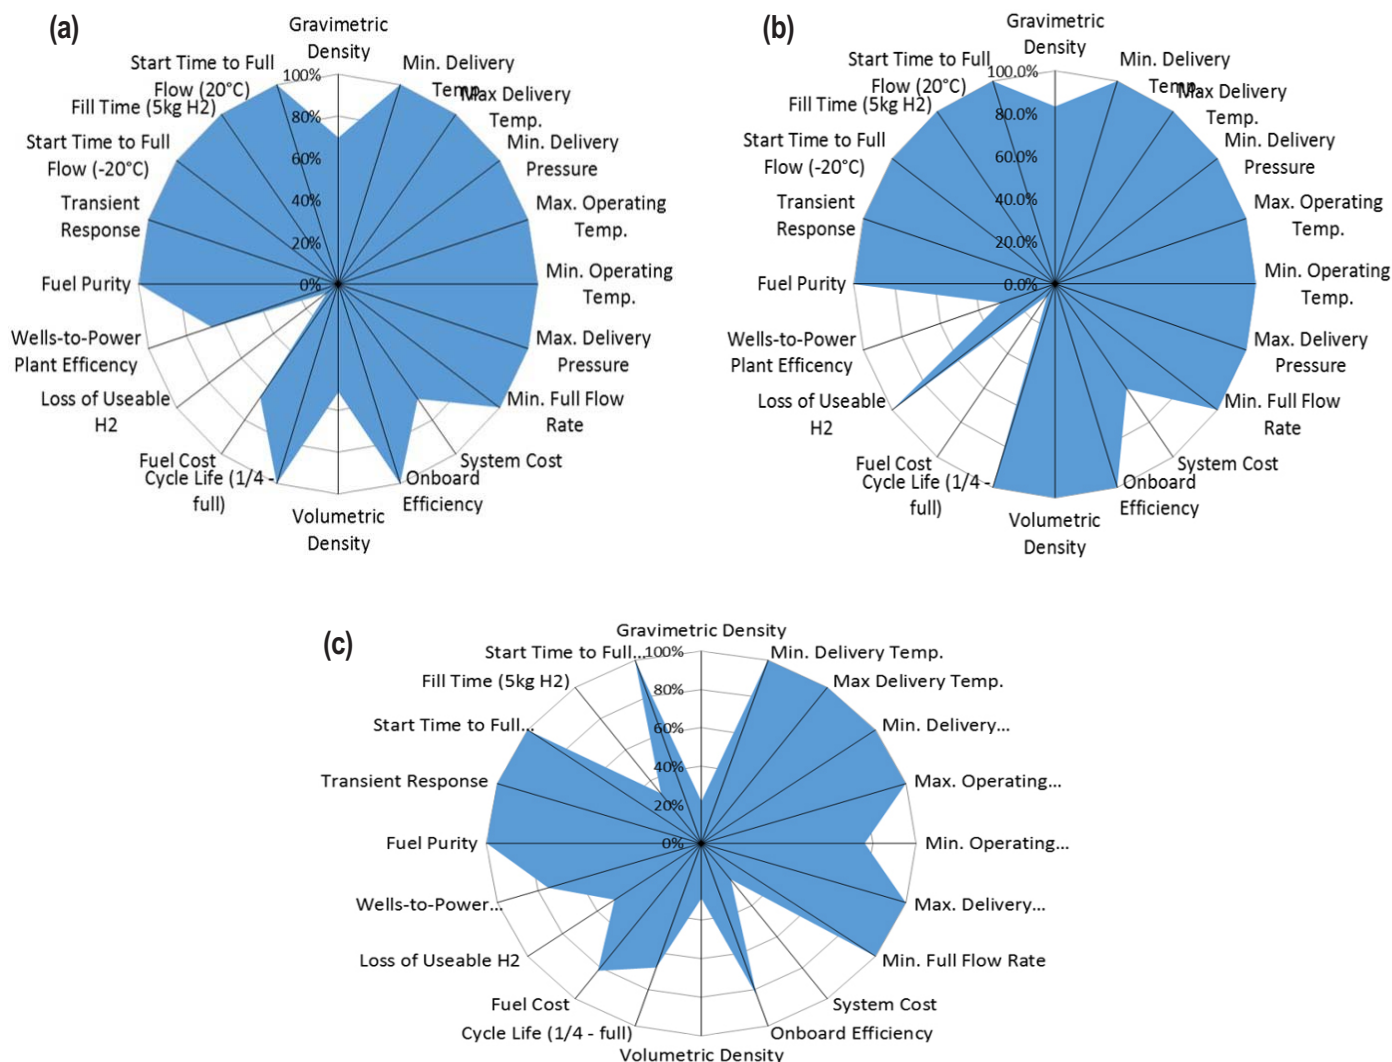 (a)
Gravimetric
Density
Start Time to Full
Flow (20°C)
Min. Delivery
Temp.
Fill Time (5kg H2)
Max Delivery
Temp.
Start Time to Full
Flow (-20°C)
Min. Delivery
Pressure
Transient
Response
Max. Operating
Temp.
Fuel Purity
Min. Operating
Temp.
Wells-to-Power
Plant Efficency
Max. Delivery
Pressure
Loss of Useable
H2
Min. Full Flow
Rate
Fuel Cost
System Cost
Cycle Life (1/4 -
full)
Onboard
Efficiency
Volumetric
Density
100%
80%
60%
40%
20%
0%
(b)
Gravimetric
Density
Start Time to Full
Flow (20°C)
Min. Delivery
Temp.
Fill Time (5kg H2)
Max Delivery
Temp.
Start Time to Full
Flow (-20°C)
Min. Delivery
Pressure
Transient
Response
Max. Operating
Temp.
Fuel Purity
Min. Operating
Temp.
Wells-to-Power
Plant Efficency
Max. Delivery
Pressure
Loss of Useable
H2
Min. Full Flow
Rate
Fuel Cost
System Cost
Cycle Life (1/4 -
full)
Onboard
Efficiency
Volumetric
Density
100.0%
80.0%
60.0%
40.0%
20.0%
0.0%
(c)
Gravimetric Density
Start Time to Full...
Min. Delivery Temp.
Fill Time (5kg H2)
Max Delivery Temp.
Start Time to Full...
Min. Delivery...
Transient Response
Max. Operating...
Fuel Purity
Min. Operating...
Wells-to-Power...
Max. Delivery...
Loss of Useable H2
Min. Full Flow Rate
Fuel Cost
System Cost
Cycle Life (1/4 - full)
Onboard Efficiency
Volumetric Density
100%
80%
60%
40%
20%
0%